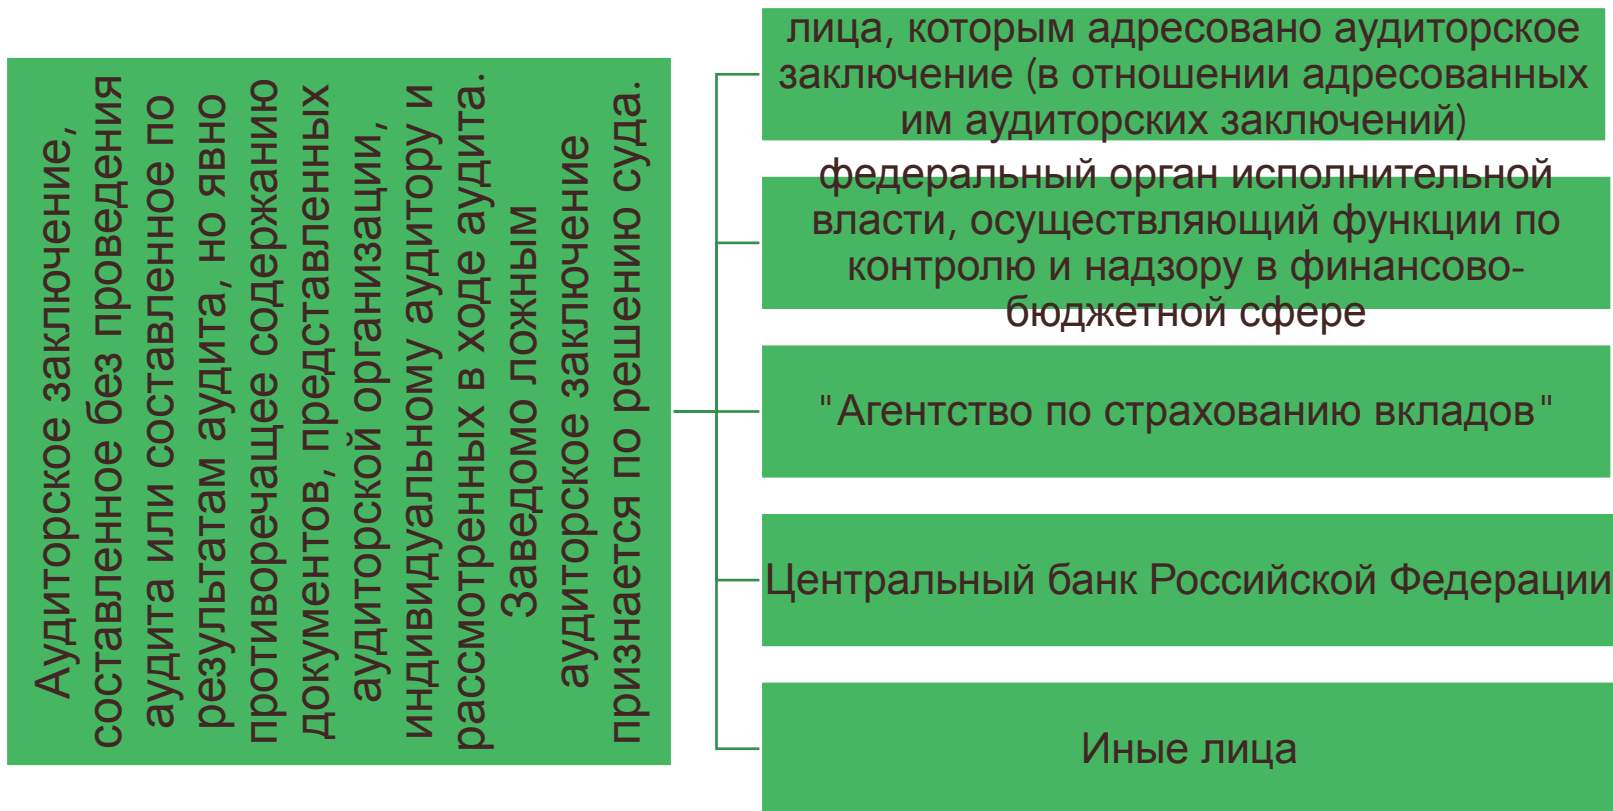 Аудиторское заключение,
составленное без проведения
аудита или составленное по
результатам аудита, но явно
противоречащее содержанию
документов, представленных
аудиторской организации,
индивидуальному аудитору и
рассмотренных в ходе аудита.
Заведомо ложным
аудиторское заключение
признается по решению суда.
лица, которым адресовано аудиторское
заключение (в отношении адресованных
им аудиторских заключений)
федеральный орган исполнительной
власти, осуществляющий функции по
контролю и надзору в финансово-
бюджетной сфере
"Агентство по страхованию вкладов"
Центральный банк Российской Федерации
Иные лица